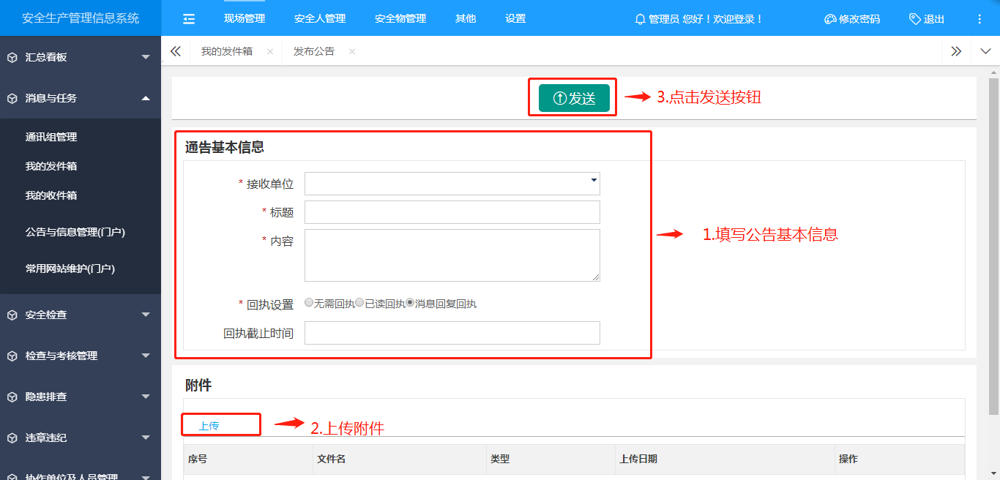 安全生产管理信息系统
现场管理 安全人管理 安全物管理 其他 设置 管理员 您好！欢迎登录！ 修改密码 退出
我的发件箱 × 发布公告 ×
汇总看板
消息与任务
通讯组管理
我的发件箱
我的收件箱
公告与信息管理(门户)
常用网站维护(门户)
安全检查
检查与考核管理
隐患排查
违章违纪
协作单位及人员管理
发送
3.点击发送按钮
通告基本信息
* 接收单位
* 标题
* 内容
* 回执设置 无需回执 已读回执 消息回复回执
回执截止时间
1.填写公告基本信息
附件
上传
2.上传附件
序号 文件名 类型 上传日期 操作